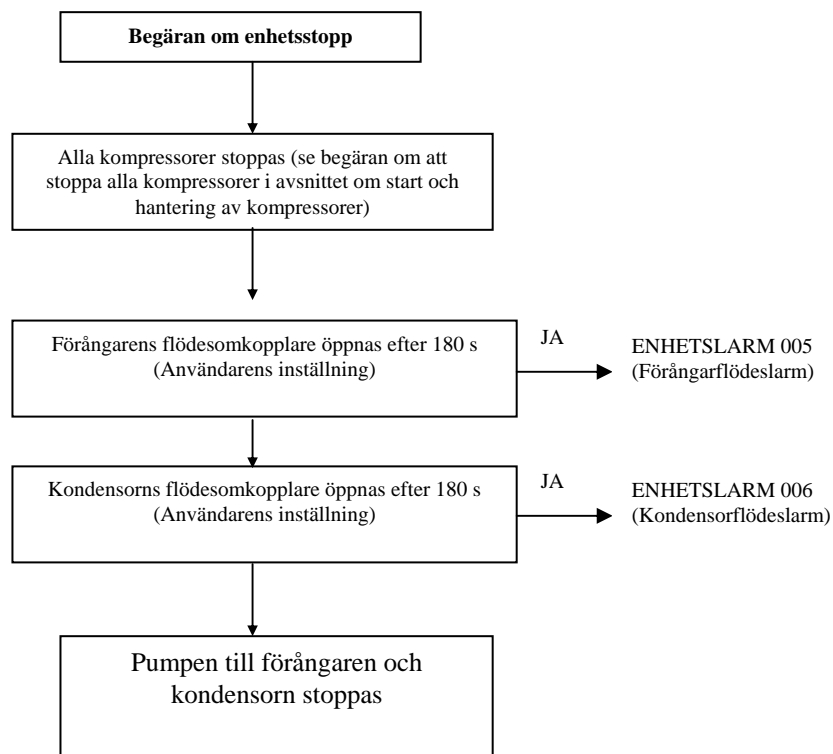 Begäran om enhetsstopp
Alla kompressorer stoppas (se begäran om att
stoppa alla kompressorer i avsnittet om start och
hantering av kompressorer)
Förångarens flödesomkopplare öppnas efter 180 s
(Användarens inställning)
JA
ENHETSLARM 005
(Förångarflödeslarm)
Kondensorns flödesomkopplare öppnas efter 180 s
(Användarens inställning)
JA
ENHETSLARM 006
(Kondensorflödeslarm)
Pumpen till förångaren och
kondensorn stoppas